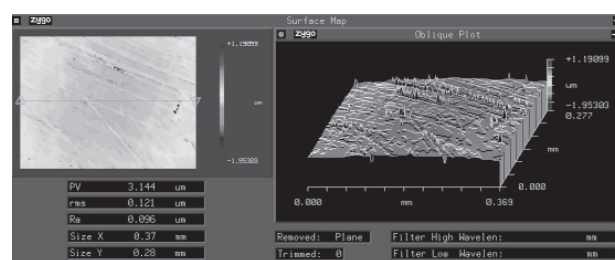 zygo
Surface Map
+1.19099
um
-1.95303
zygo
Oblique Plot
+1.19099
um
-1.95303
0.277
mm
0.000
0.000
mm
0.369
PV 3.144 um
rms 0.121 um
Ra 0.096 um
Size X 0.37 mm
Size Y 0.28 mm
Removed: Plane
Trimmed: 0
Filter High Wavelen: mm
Filter Low Wavelen: mm